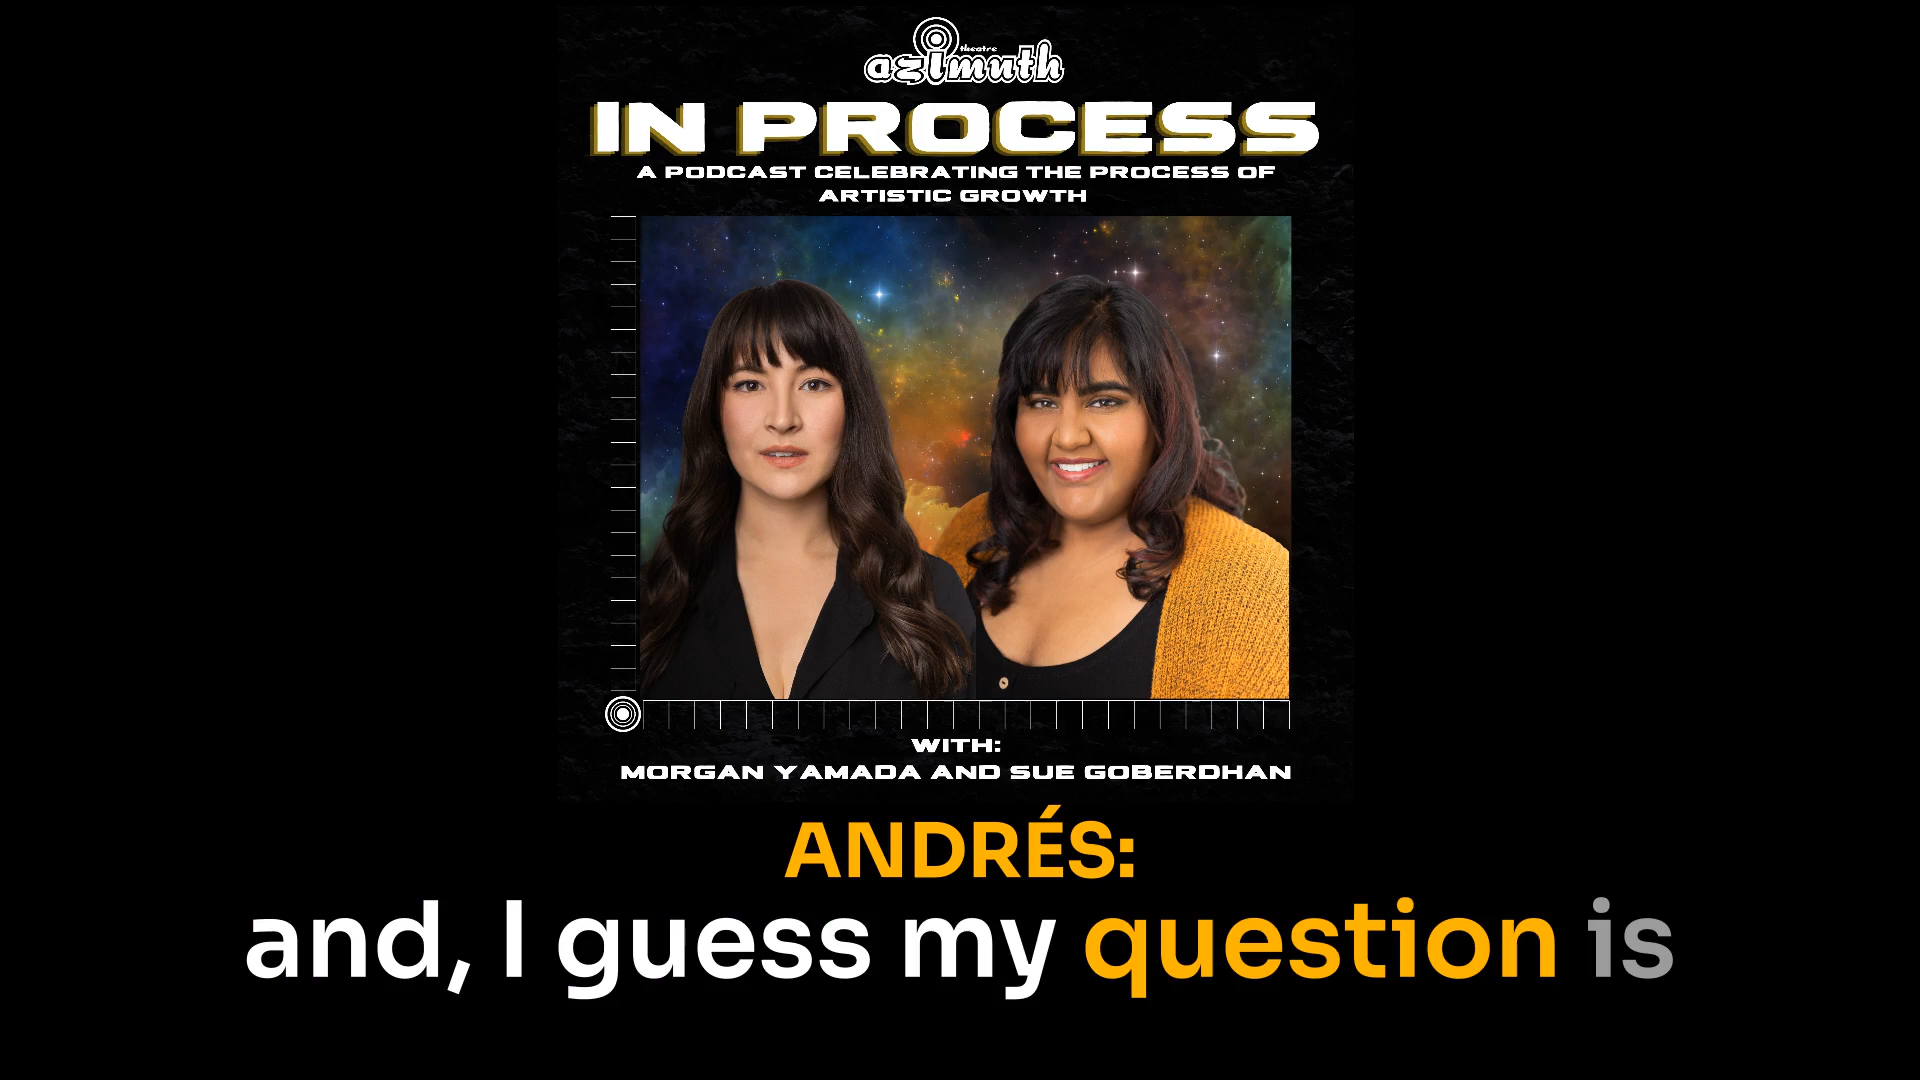 theatre
azimuth
IN PROCESS
A PODCAST CELEBRATING THE PROCESS OF
ARTISTIC GROWTH
WITH:
MORGAN YAMADA AND SUE GOBERDHAN
ANDRÉS:
and, I guess my question is